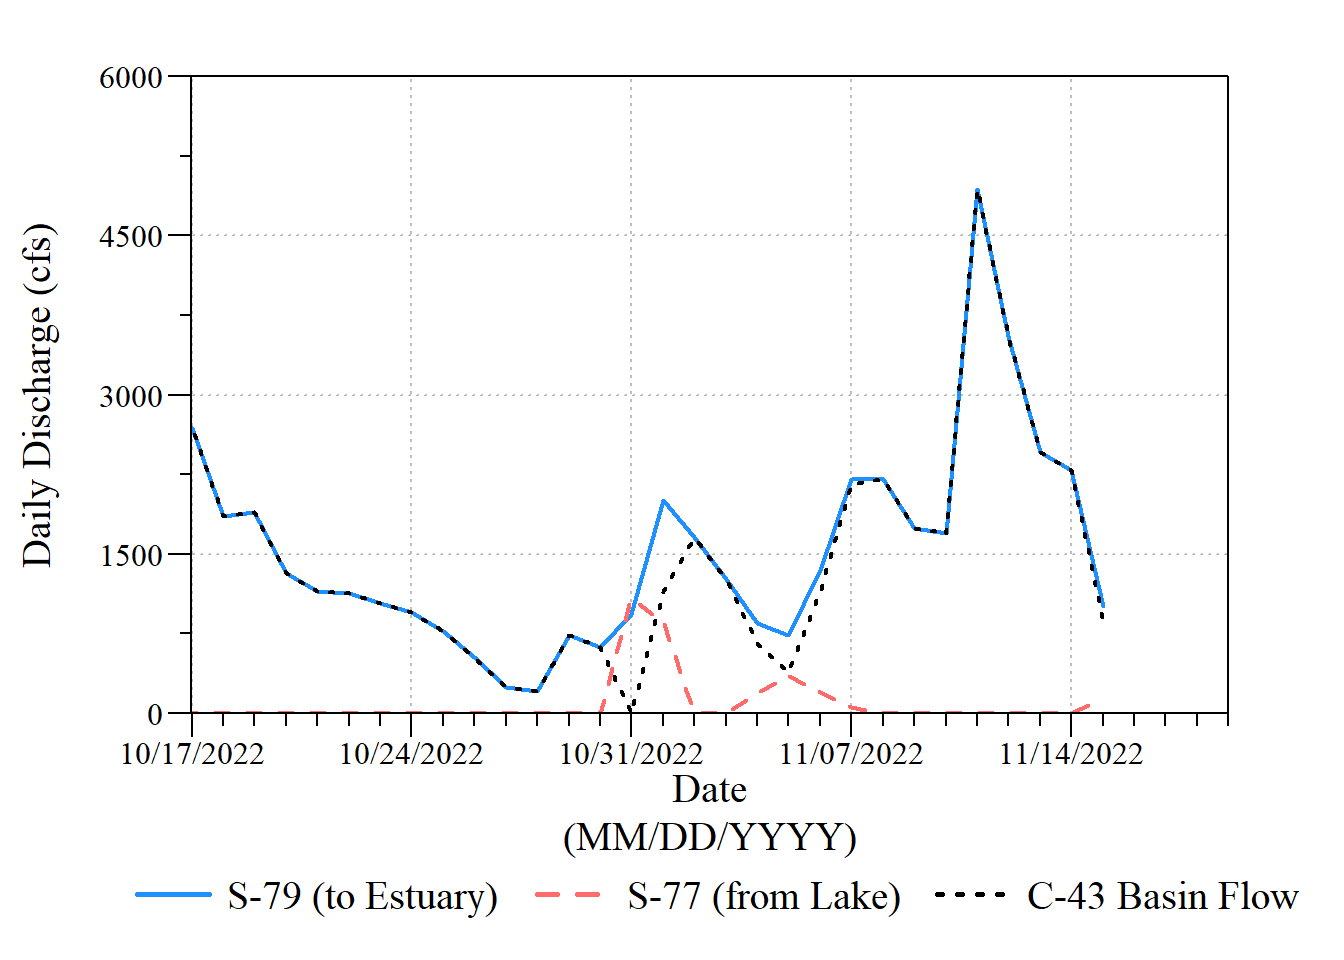 6000
4500
3000
1500
0
Daily Discharge (cfs)
10/17/2022 10/24/2022 10/31/2022 11/07/2022 11/14/2022
Date
(MM/DD/YYYY)
S-79 (to Estuary) S-77 (from Lake) C-43 Basin Flow